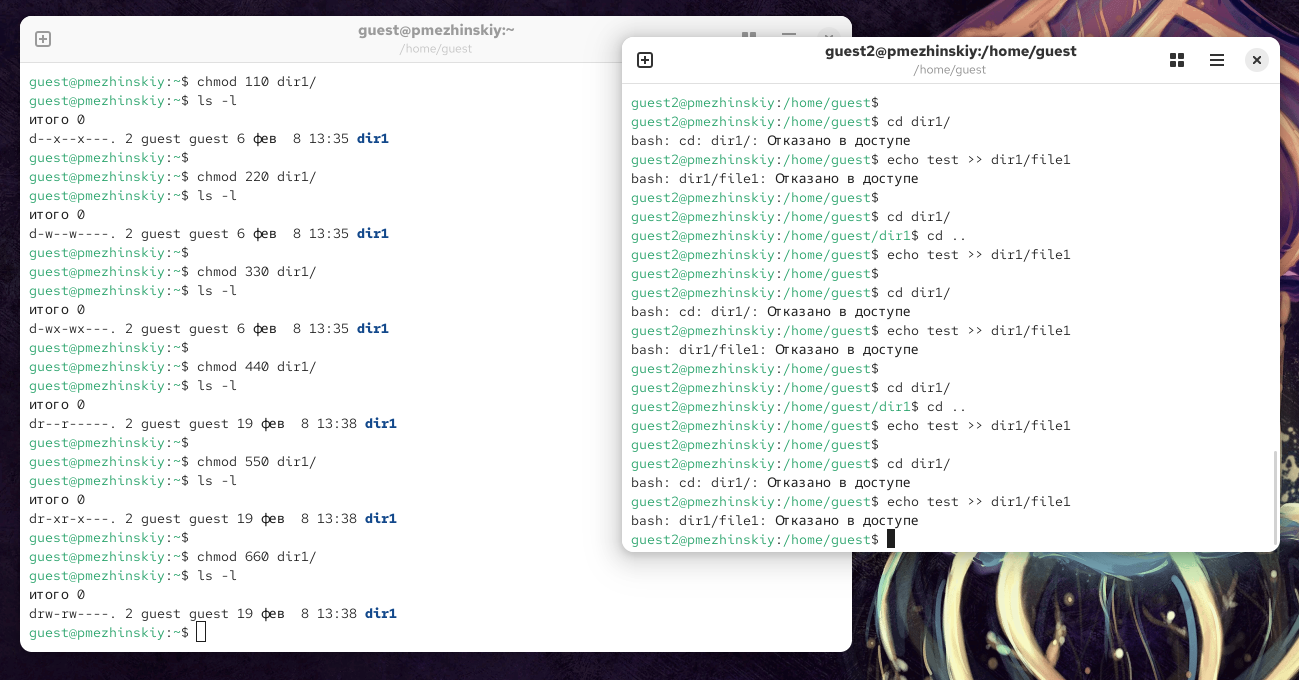 guest@pmezhinskiy:~
/home/guest
guest@pmezhinskiy:~$ chmod 110 dir1/
guest@pmezhinskiy:~$ ls -l
итого 0
d--x--x---. 2 guest guest 6 фев  8 13:35 dir1
guest@pmezhinskiy:~$
guest@pmezhinskiy:~$ chmod 220 dir1/
guest@pmezhinskiy:~$ ls -l
итого 0
d-w--w----. 2 guest guest 6 фев  8 13:35 dir1
guest@pmezhinskiy:~$
guest@pmezhinskiy:~$ chmod 330 dir1/
guest@pmezhinskiy:~$ ls -l
итого 0
d-wx-wx---. 2 guest guest 6 фев  8 13:35 dir1
guest@pmezhinskiy:~$
guest@pmezhinskiy:~$ chmod 440 dir1/
guest@pmezhinskiy:~$ ls -l
итого 0
dr--r-----. 2 guest guest 19 фев  8 13:38 dir1
guest@pmezhinskiy:~$
guest@pmezhinskiy:~$ chmod 550 dir1/
guest@pmezhinskiy:~$ ls -l
итого 0
dr-xr-x---. 2 guest guest 19 фев  8 13:38 dir1
guest@pmezhinskiy:~$
guest@pmezhinskiy:~$ chmod 660 dir1/
guest@pmezhinskiy:~$ ls -l
итого 0
drw-rw----. 2 guest guest 19 фев  8 13:38 dir1
guest@pmezhinskiy:~$
guest2@pmezhinskiy:/home/guest
/home/guest
guest2@pmezhinskiy:/home/guest$
guest2@pmezhinskiy:/home/guest$ cd dir1/
bash: cd: dir1/: Отказано в доступе
guest2@pmezhinskiy:/home/guest$ echo test >> dir1/file1
bash: dir1/file1: Отказано в доступе
guest2@pmezhinskiy:/home/guest$
guest2@pmezhinskiy:/home/guest$ cd dir1/
guest2@pmezhinskiy:/home/guest/dir1$ cd ..
guest2@pmezhinskiy:/home/guest$ echo test >> dir1/file1
guest2@pmezhinskiy:/home/guest$
guest2@pmezhinskiy:/home/guest$ cd dir1/
bash: cd: dir1/: Отказано в доступе
guest2@pmezhinskiy:/home/guest$ echo test >> dir1/file1
bash: dir1/file1: Отказано в доступе
guest2@pmezhinskiy:/home/guest$
guest2@pmezhinskiy:/home/guest$ cd dir1/
guest2@pmezhinskiy:/home/guest/dir1$ cd ..
guest2@pmezhinskiy:/home/guest$ echo test >> dir1/file1
guest2@pmezhinskiy:/home/guest$
guest2@pmezhinskiy:/home/guest$ cd dir1/
bash: cd: dir1/: Отказано в доступе
guest2@pmezhinskiy:/home/guest$ echo test >> dir1/file1
bash: dir1/file1: Отказано в доступе
guest2@pmezhinskiy:/home/guest$